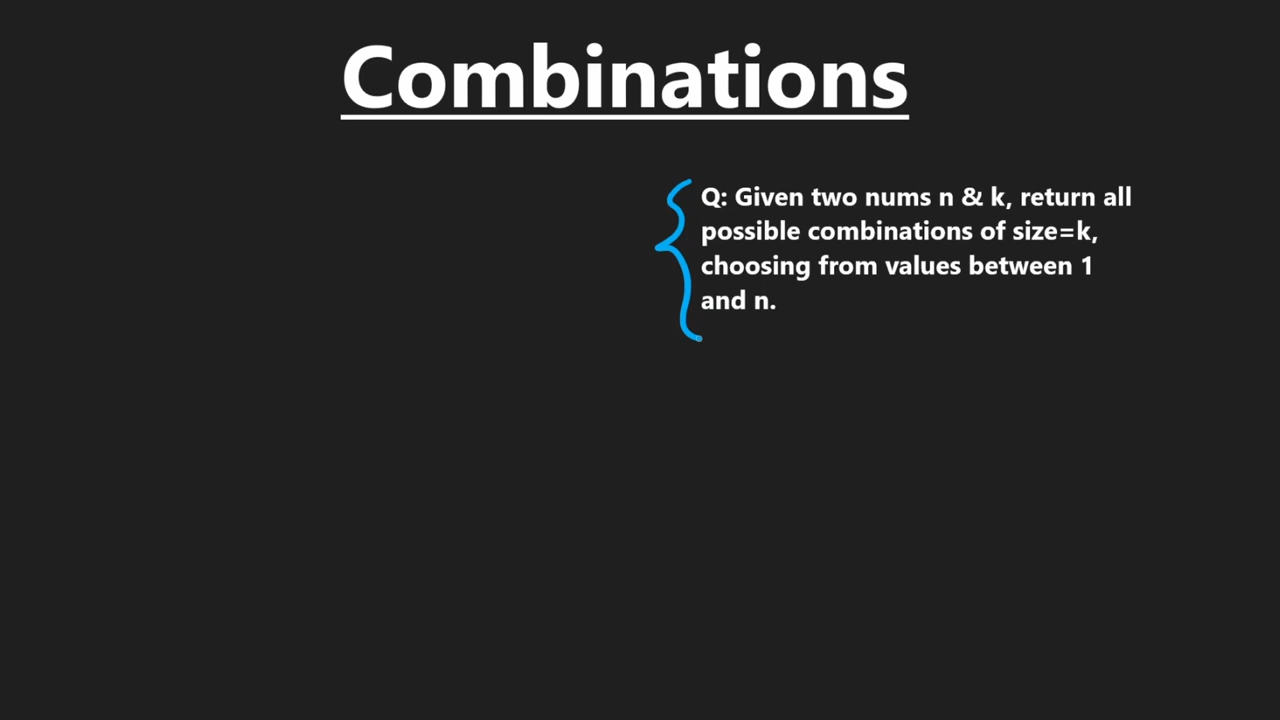 Combinations
Q: Given two nums n & k, return all
possible combinations of size=k,
choosing from values between 1
and n.